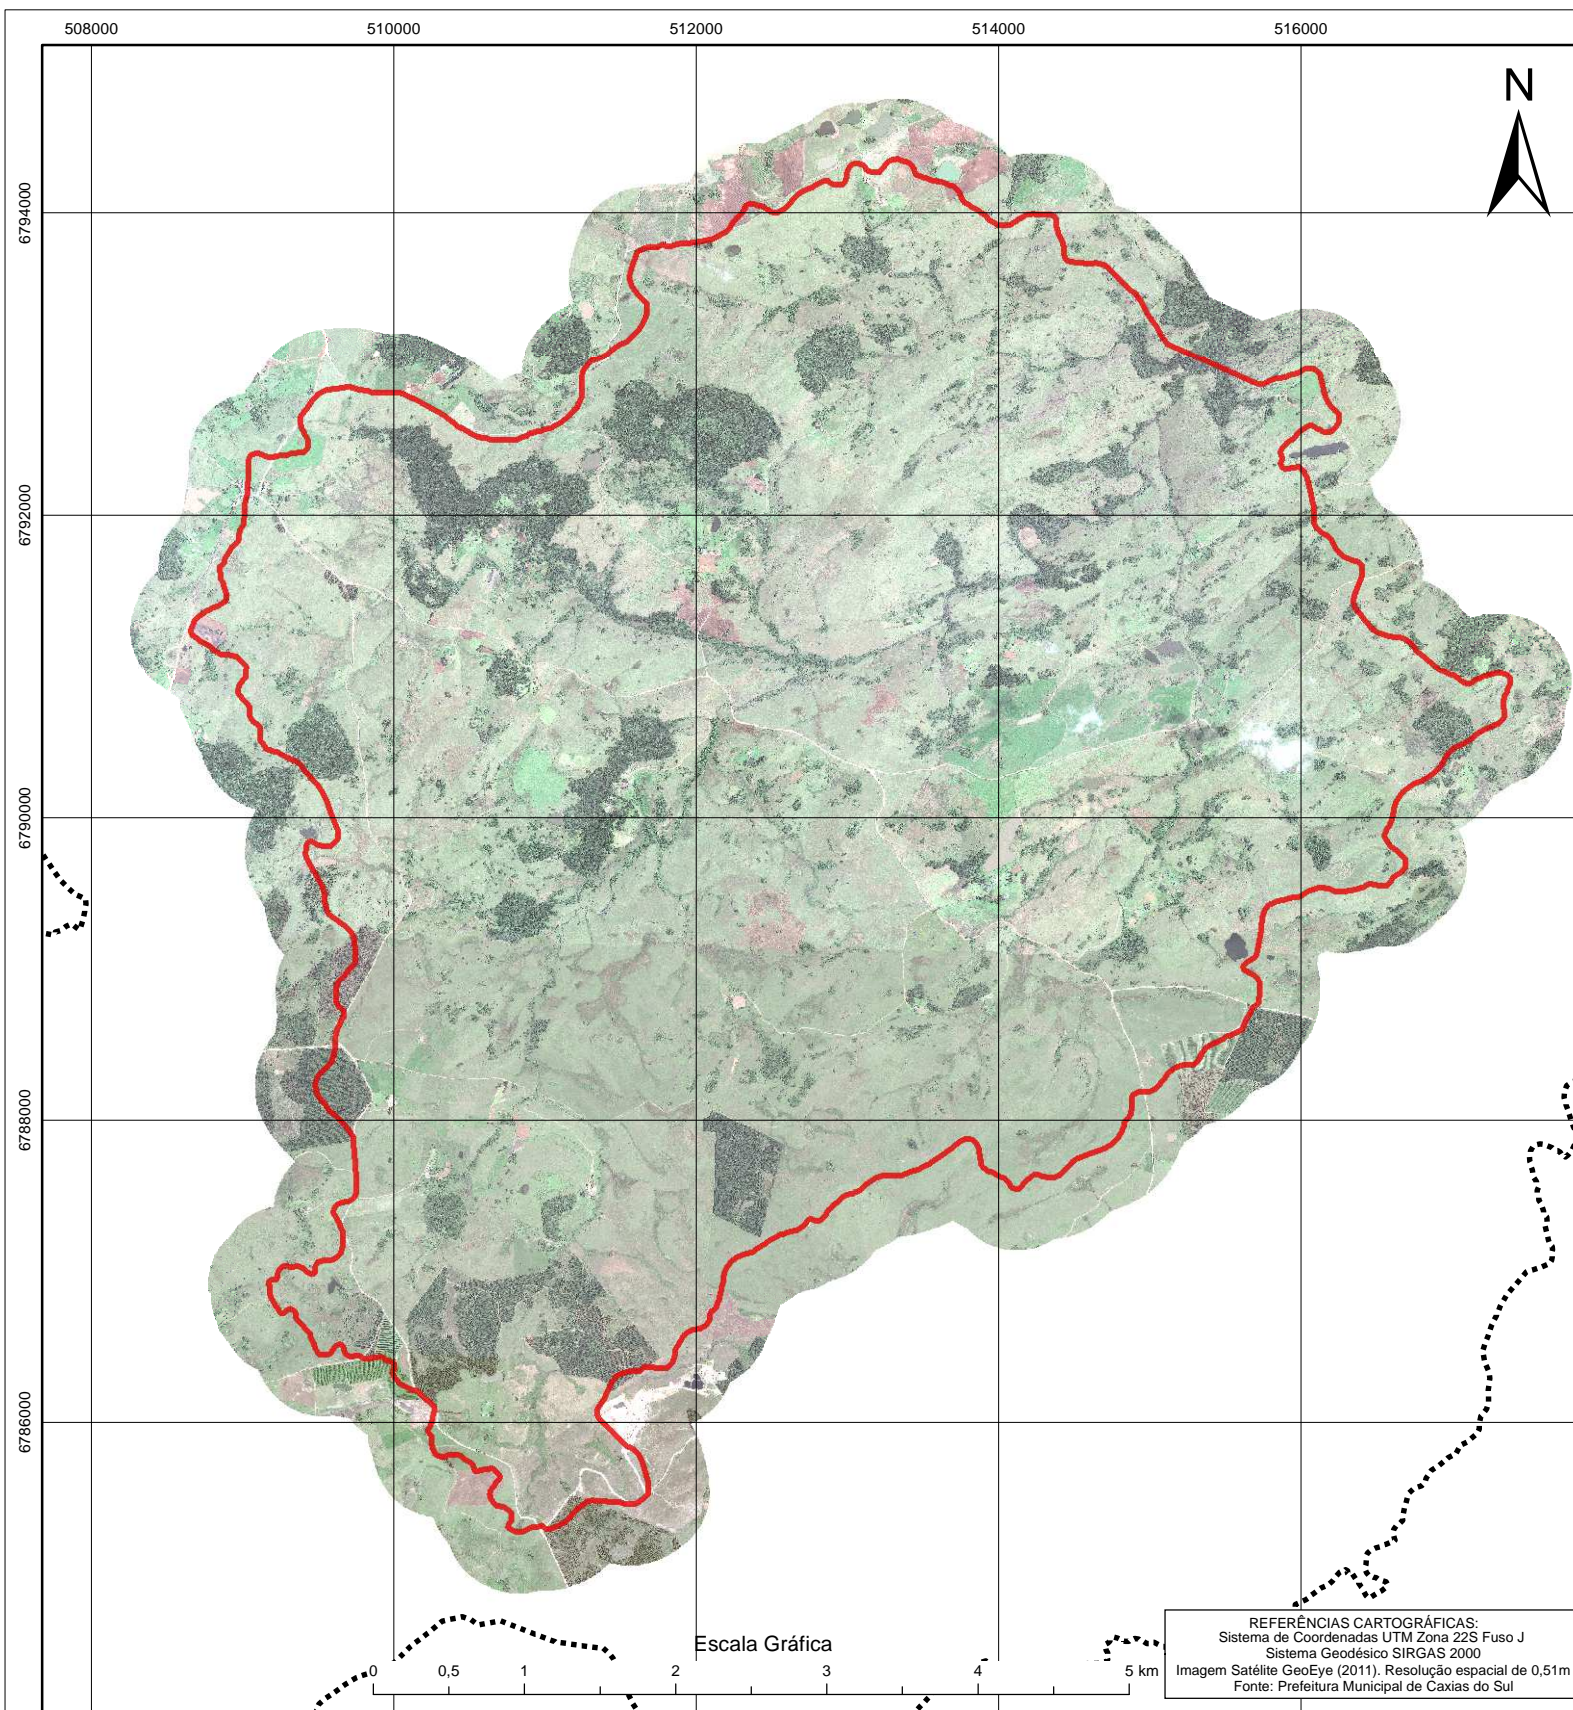 508000 510000 512000 514000 516000
N
6794000
6792000
6790000
6788000
6786000
Escala Gráfica
0 0,5 1 2 3 4 5 km
REFERÊNCIAS CARTOGRÁFICAS:
Sistema de Coordenadas UTM Zona 22S Fuso J
Sistema Geodésico SIRGAS 2000
Imagem Satélite GeoEye (2011). Resolução espacial de 0,51m
Fonte: Prefeitura Municipal de Caxias do Sul